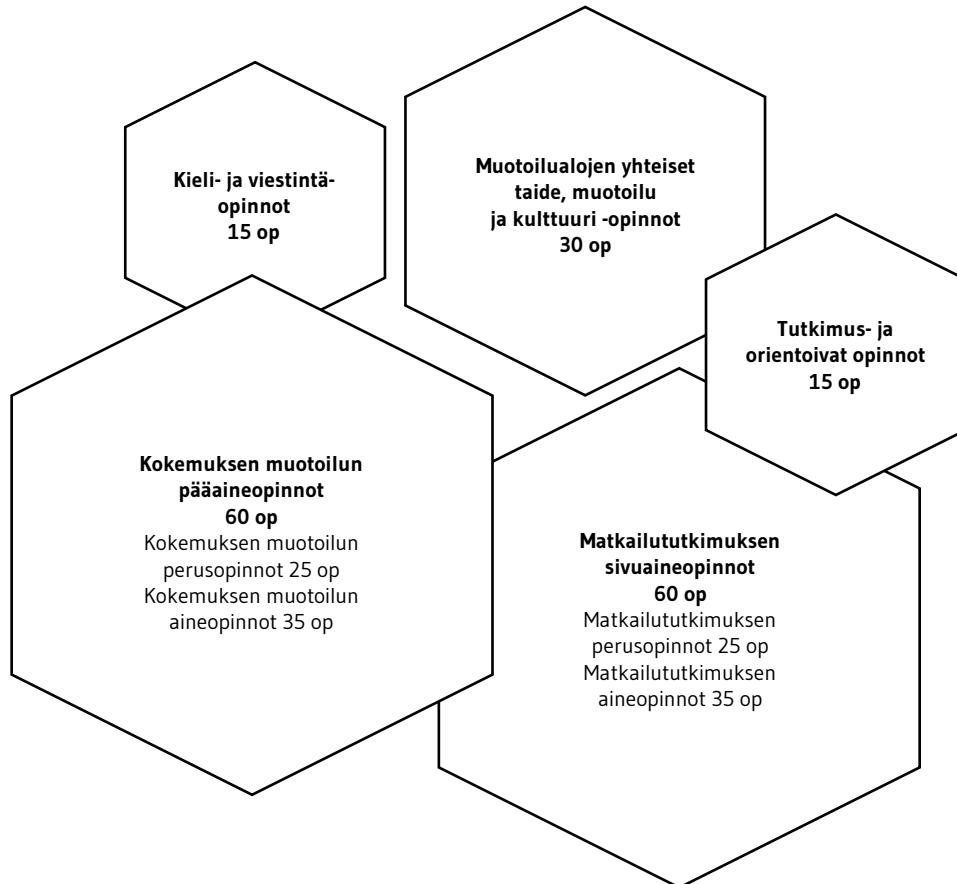 Kieli- ja viestintä-
opinnot
15 op
Muotoilualojen yhteiset
taide, muotoilu
ja kulttuuri -opinnot
30 op
Tutkimus- ja
orientoivat opinnot
15 op
Kokemuksen muotoilun
pääaineopinnot
60 op
Kokemuksen muotoilun
perusopinnot 25 op
Kokemuksen muotoilun
aineopinnot 35 op
Matkailututkimuksen
sivuaineopinnot
60 op
Matkailututkimuksen
perusopinnot 25 op
Matkailututkimuksen
aineopinnot 35 op